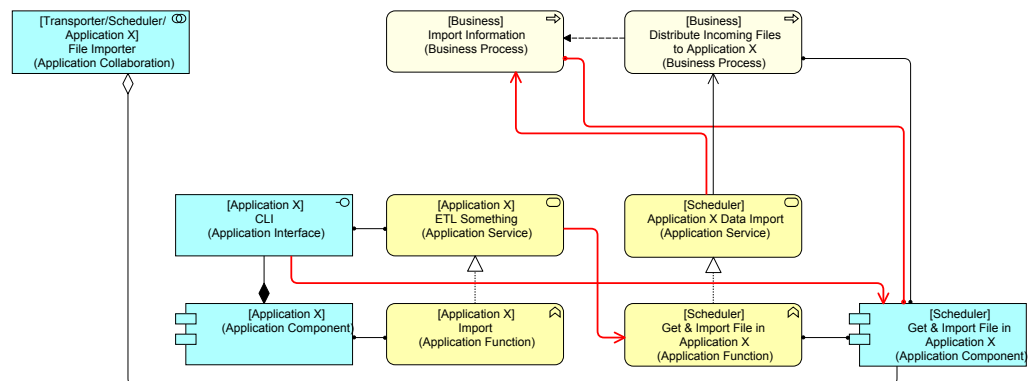 [Transporter/Scheduler/
Application X]
File Importer
(Application Collaboration)
[Business]
Import Information
(Business Process)
[Business]
Distribute Incoming Files
to Application X
(Business Process)
[Application X]
CLI
(Application Interface)
[Application X]
ETL Something
(Application Service)
[Scheduler]
Application X Data Import
(Application Service)
[Application X]
(Application Component)
[Application X]
Import
(Application Function)
[Scheduler]
Get & Import File in
Application X
(Application Function)
[Scheduler]
Get & Import File in
Application X
(Application Component)